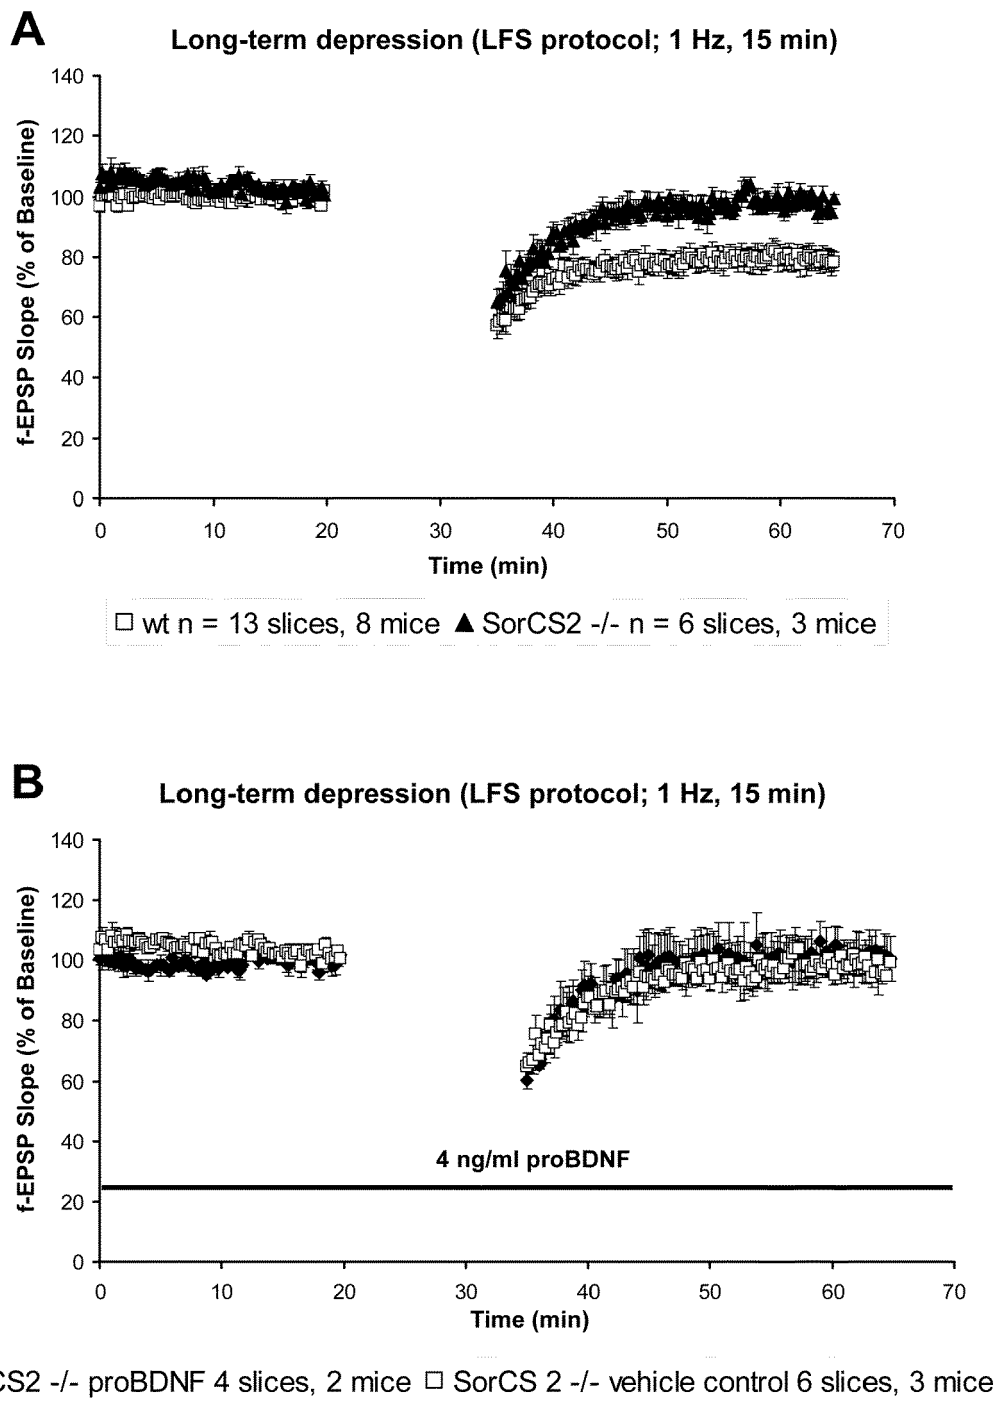 A
Long-term depression (LFS protocol; 1 Hz, 15 min)
f-EPSP Slope (% of Baseline)
140
120
100
80
60
40
20
0
0 10 20 30 40 50 60 70
Time (min)
wt n = 13 slices, 8 mice SorCS2 -/- n = 6 slices, 3 mice
B
Long-term depression (LFS protocol; 1 Hz, 15 min)
f-EPSP Slope (% of Baseline)
140
120
100
80
60
40
20
0
4 ng/ml proBDNF
0 10 20 30 40 50 60 70
Time (min)
CS2 -/- proBDNF 4 slices, 2 mice SorCS 2 -/- vehicle control 6 slices, 3 mice